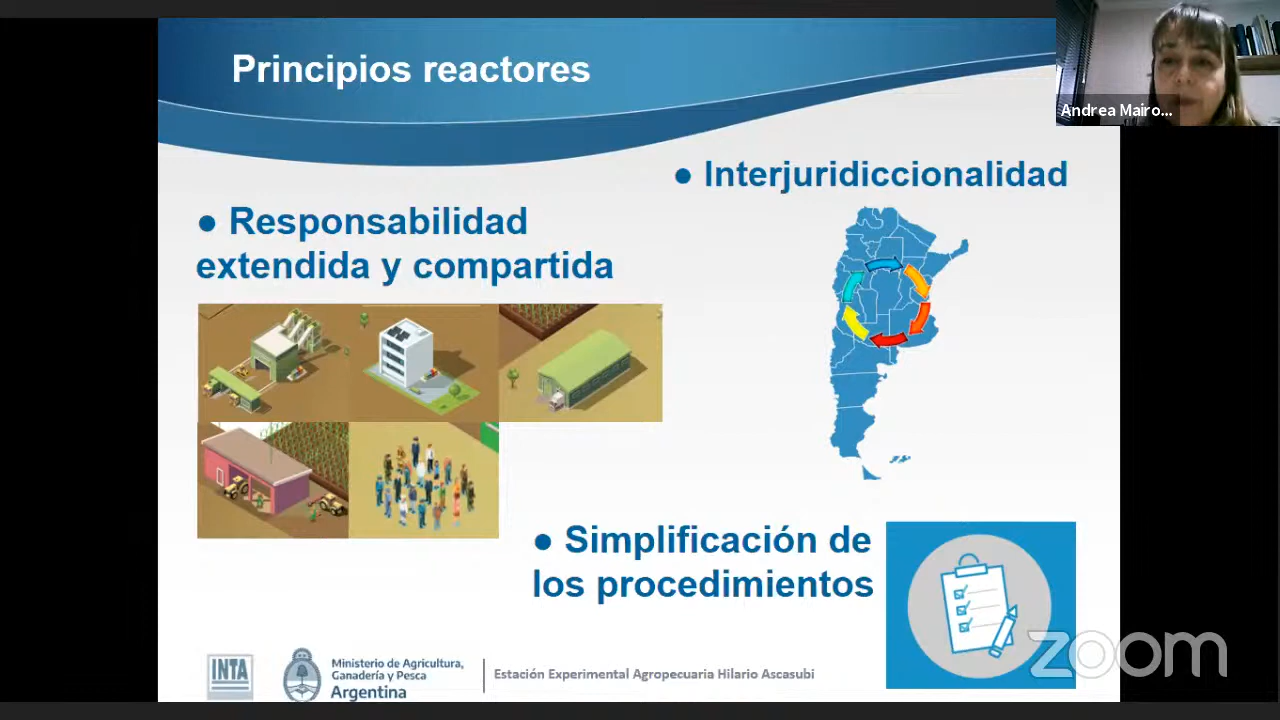 Principios reactores
Andrea Mairo...
● Interjuridiccionalidad
● Responsabilidad
extendida y compartida
● Simplificación de
los procedimientos
INTA
Ministerio de Agricultura,
Ganadería y Pesca
Argentina
Estación Experimental Agropecuaria Hilario Ascasubi
zoom